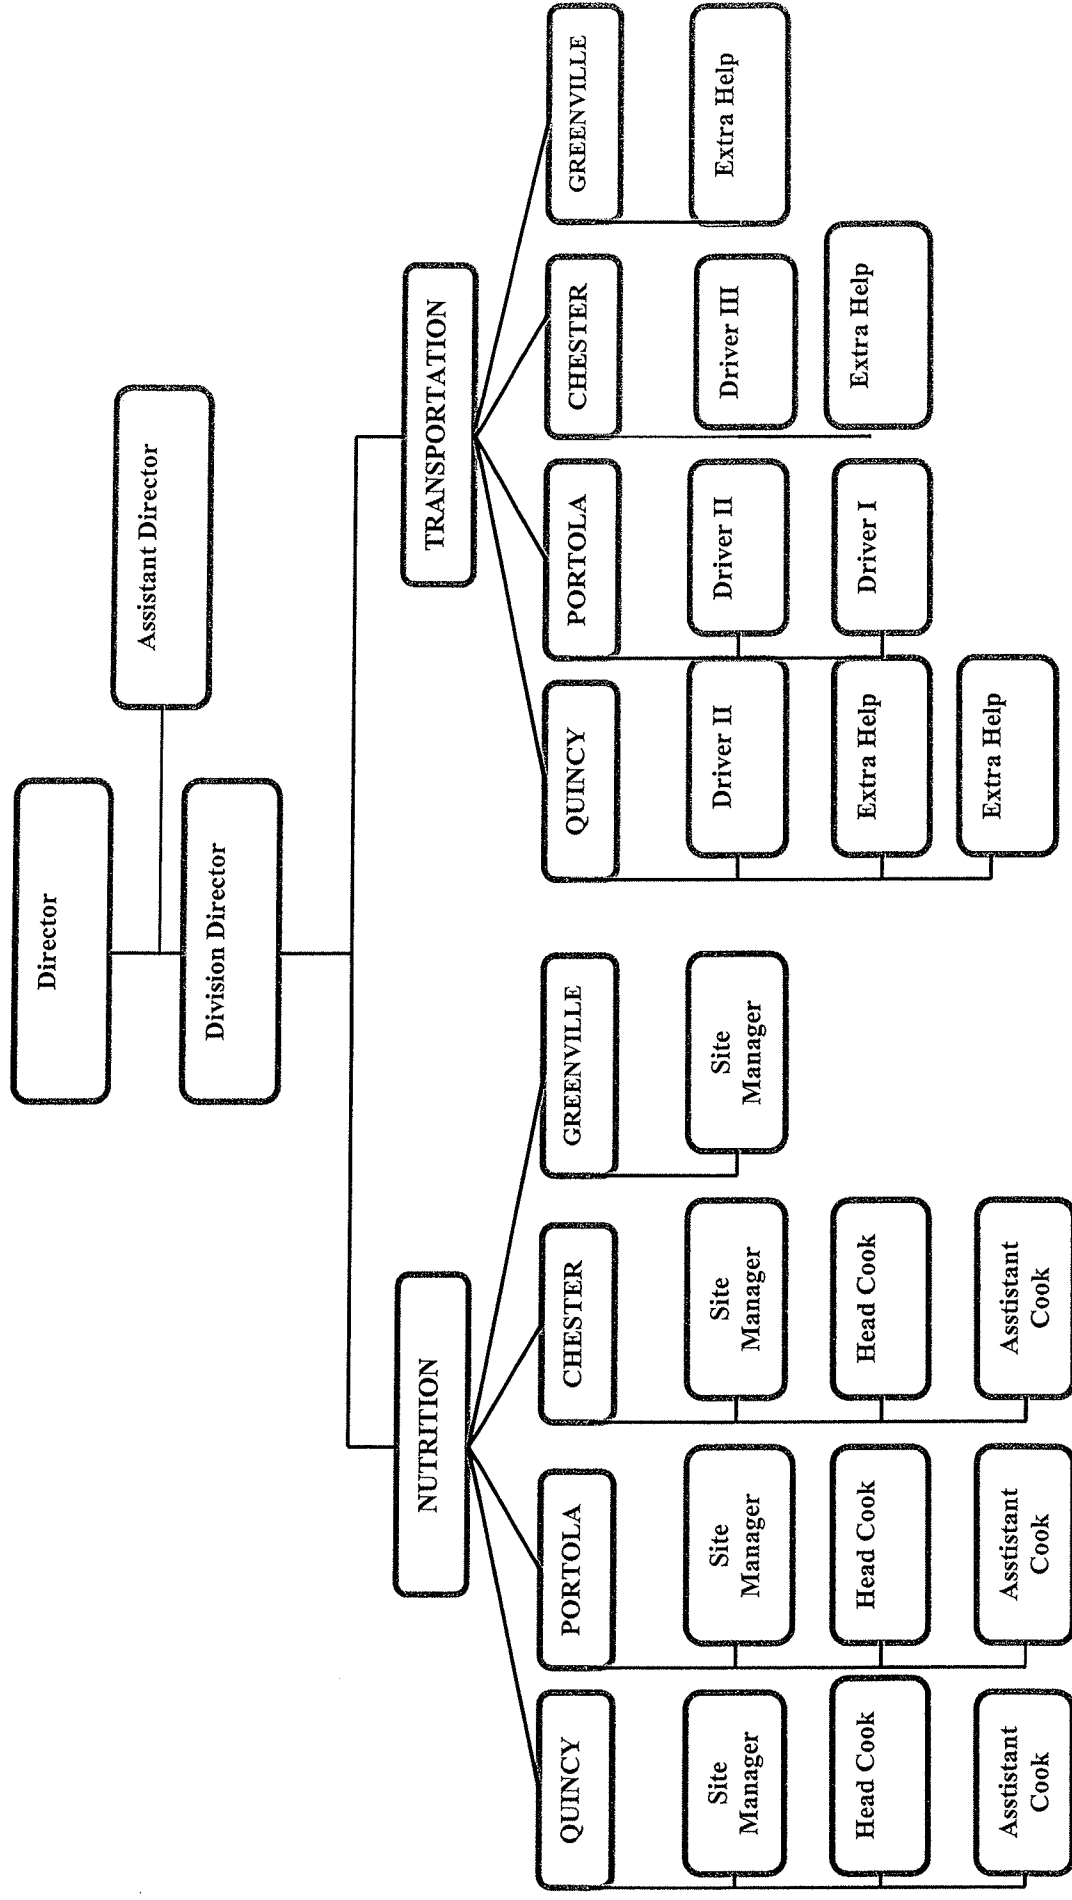 Director
Assistant Director
Division Director
NUTRITION
TRANSPORTATION
QUINCY
PORTOLA
CHESTER
GREENVILLE
QUINCY
PORTOLA
CHESTER
GREENVILLE
Site
Manager
Site
Manager
Site
Manager
Site
Manager
Driver II
Driver II
Driver III
Extra Help
Head Cook
Head Cook
Head Cook
Extra Help
Driver I
Extra Help
Asstistant
Cook
Asstistant
Cook
Asstistant
Cook
Extra Help